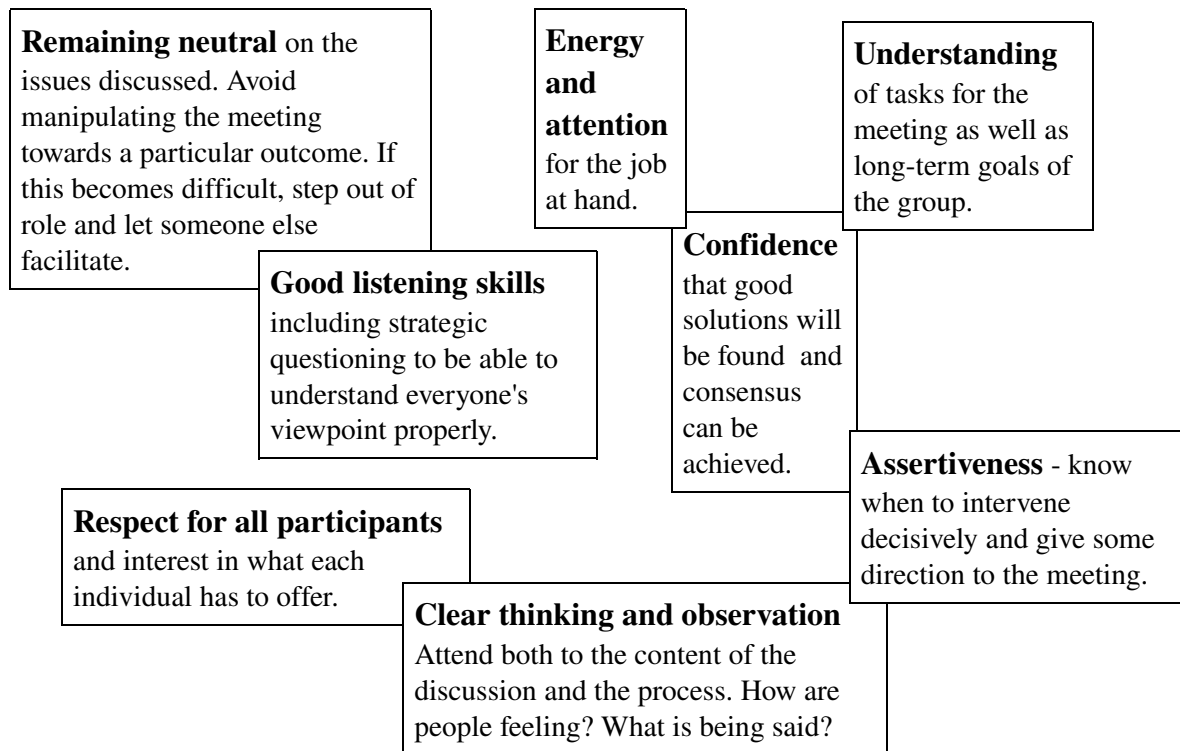 Remaining neutral on the
issues discussed. Avoid
manipulating the meeting
towards a particular outcome. If
this becomes difficult, step out of
role and let someone else
facilitate.
Energy
and
attention
for the job
at hand.
Understanding
of tasks for the
meeting as well as
long-term goals of
the group.
Good listening skills
including strategic
questioning to be able to
understand everyone's
viewpoint properly.
Confidence
that good
solutions will
be found and
consensus
can be
achieved.
Assertiveness - know
when to intervene
decisively and give some
direction to the meeting.
Respect for all participants
and interest in what each
individual has to offer.
Clear thinking and observation
Attend both to the content of the
discussion and the process. How are
people feeling? What is being said?